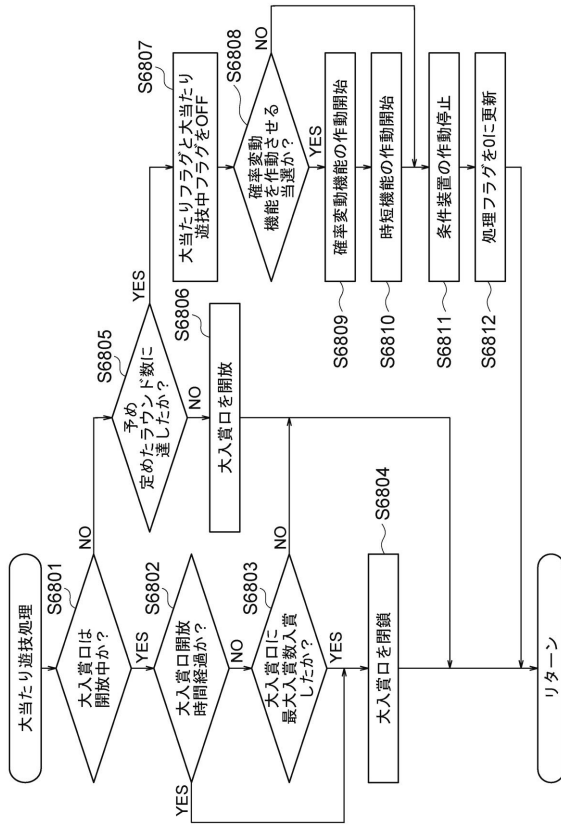 大当たり遊技処理
S6801
大入賞口は
開放中か？
NO
YES
S6802
大入賞口開放
時間経過か？
YES
NO
S6803
大入賞口に
最大入賞数入賞
したか？
NO
YES
S6804
大入賞口を閉鎖
リターン
S6805
予め
定めたラウンド数に
達したか？
YES
NO
S6806
大入賞口を開放
S6807
大当たりフラグと大当たり
遊技中フラグをOFF
S6808
確率変動
機能を作動させる
当選か？
NO
YES
S6809
確率変動機能の作動開始
S6810
時短機能の作動開始
S6811
条件装置の作動停止
S6812
処理フラグを0に更新